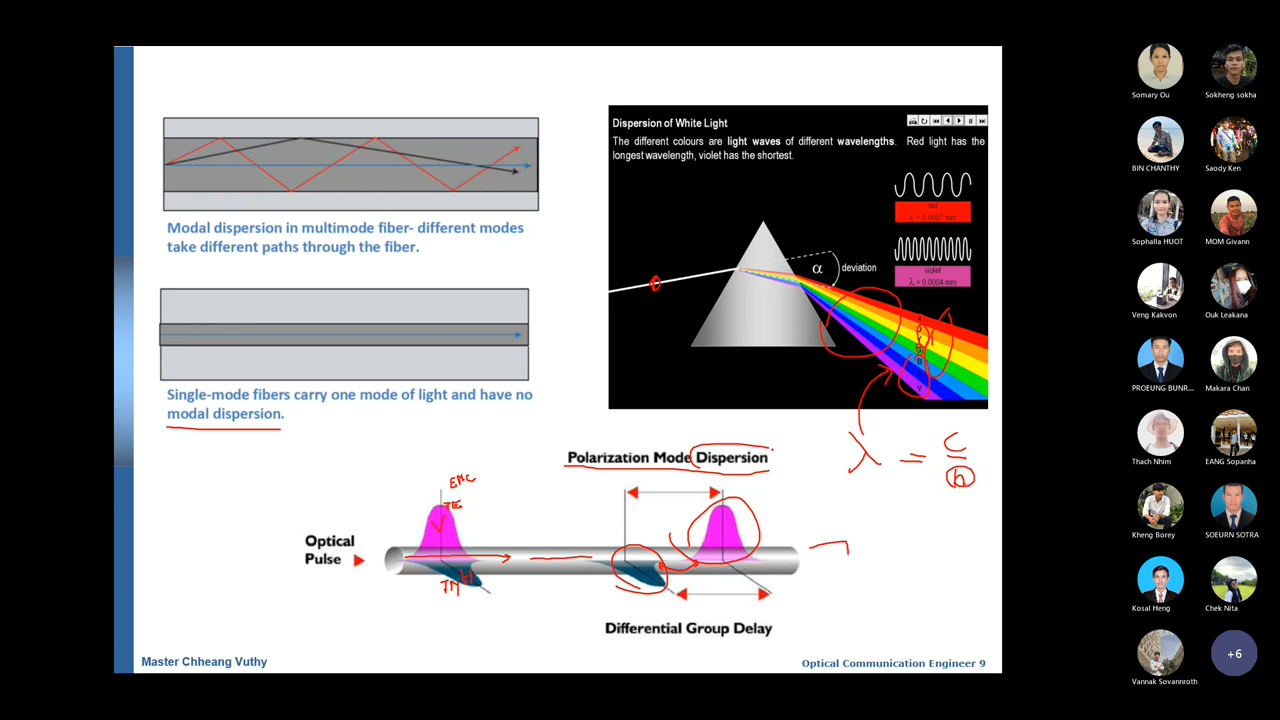 Modal dispersion in multimode fiber- different modes
take different paths through the fiber.
Single-mode fibers carry one mode of light and have no
modal dispersion.
Dispersion of White Light
The different colours are light waves of different wavelengths. Red light has the
longest wavelength, violet has the shortest.
red
λ = 0.0007 mm
violet
λ = 0.0004 mm
α
deviation
B
V
λ = c
Polarization Mode Dispersion
TE
Optical
Pulse
Differential Group Delay
Master Chheang Vuthy
Optical Communication Engineer 9
Somary Ou
Sokheng sokha
BIN CHANTHY
Saody Ken
Sophalla HUOT
MOM Givann
Veng Kakvon
Ouk Leakana
PROEUNG BUNR...
Makara Chan
Thach Nhim
EANG Sopanha
Kheng Borey
SOEURN SOTRA
Kosal Heng
Chek Nita
Vannak Sovannroth
+6